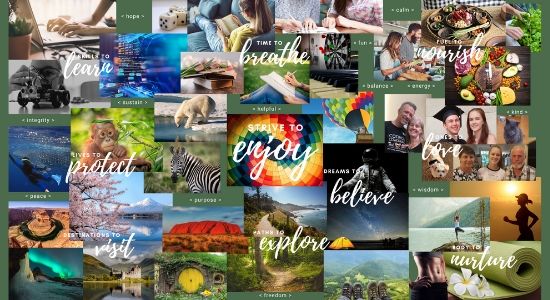 < hope >
< calm >
SKILLS TO
learn
TIME TO
breathe
< fun >
FUEL TO
nourish
< balance >
< energy >
< sustain >
< helpful >
< kind >
< integrity >
LIVES TO
protect
STRIVE TO
enjoy
ONES TO
love
DREAMS TO
believe
< peace >
< purpose >
< wisdom >
DESTINATIONS TO
visit
PATHS TO
explore
BODY TO
nurture
< freedom >